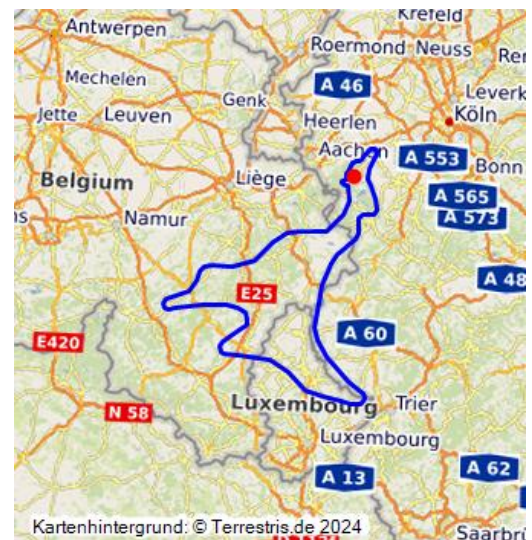 Krefeld
Antwerpen
Roermond Neuss
Mechelen
A 46
Leverk
Genk
Jette Leuven
Heerlen
Köln
Aachen
A 553
Bonn
Belgium
Liège
A 565
A 573
Namur
A 48
E25
E420
A 60
N 58
Luxembourg
Trier
Luxembourg
A 13
A 62
Kartenhintergrund: © Terrestris.de 2024
Saarbrü